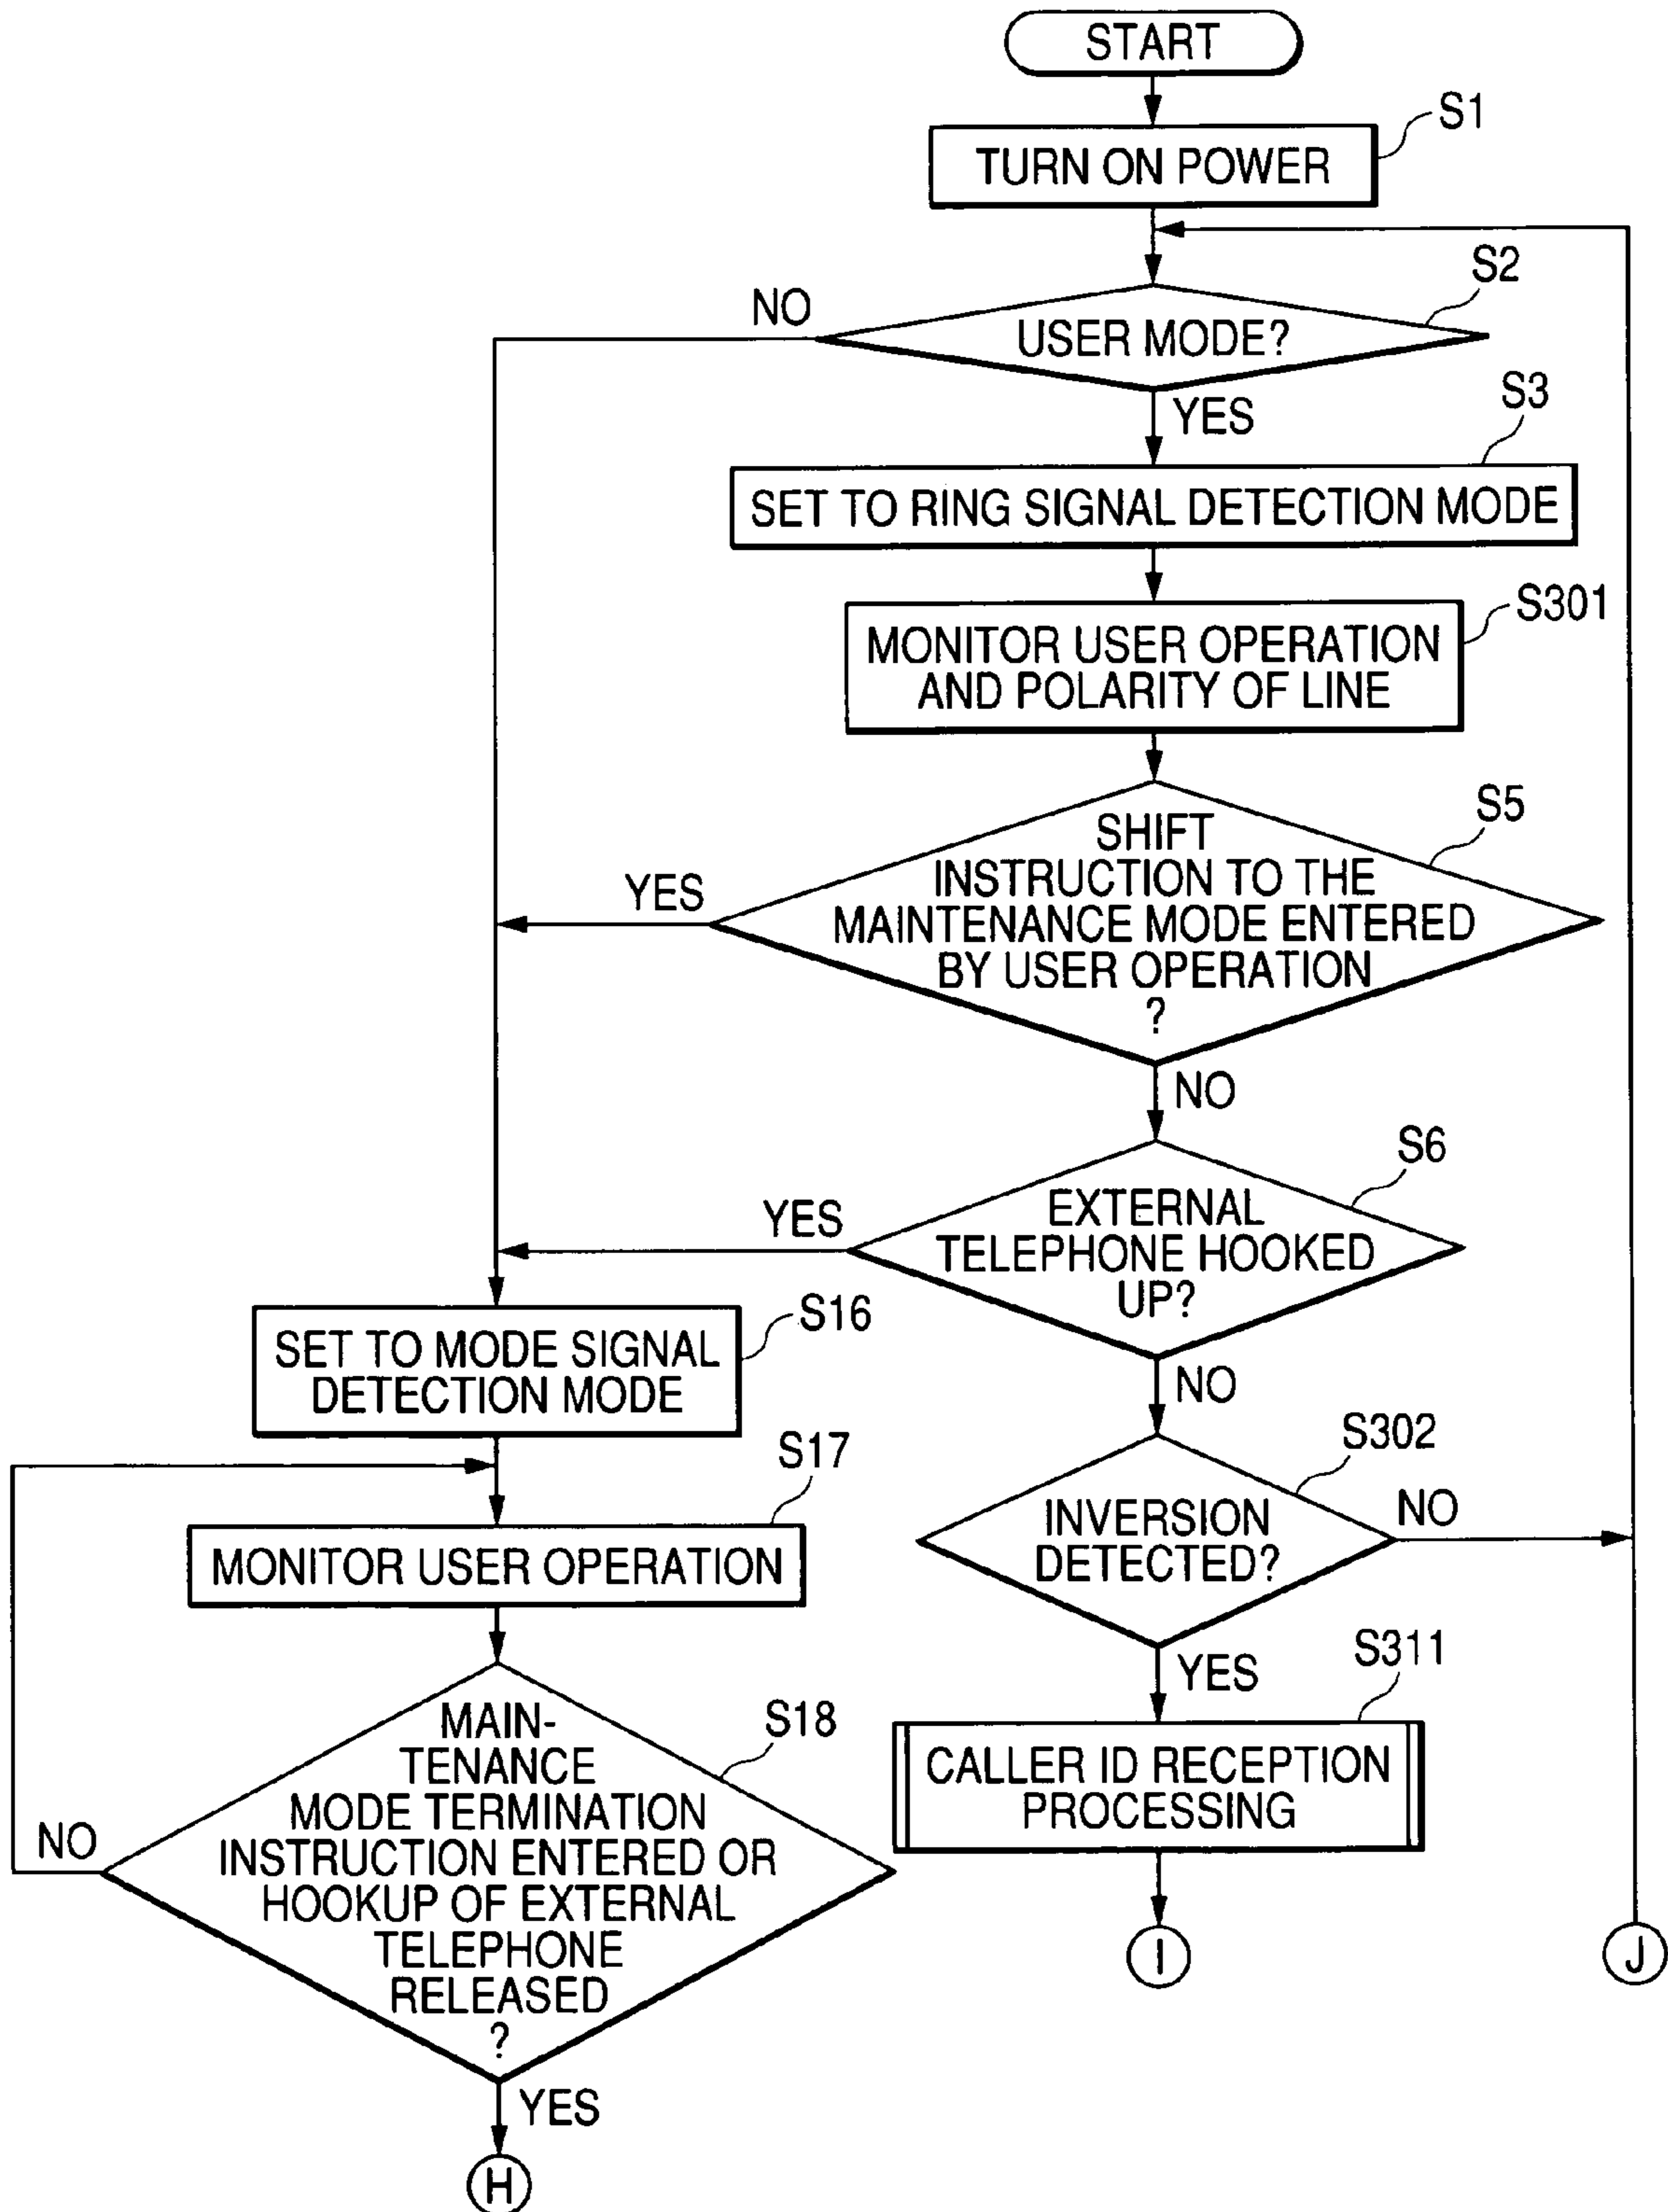 START
S1
TURN ON POWER
S2
NO
USER MODE?
YES
S3
SET TO RING SIGNAL DETECTION MODE
S301
MONITOR USER OPERATION
AND POLARITY OF LINE
S5
SHIFT
INSTRUCTION TO THE
MAINTENANCE MODE ENTERED
BY USER OPERATION
?
YES
NO
S6
EXTERNAL
TELEPHONE HOOKED
UP?
YES
NO
S16
SET TO MODE SIGNAL
DETECTION MODE
S302
INVERSION
DETECTED?
NO
YES
S17
MONITOR USER OPERATION
S311
CALLER ID RECEPTION
PROCESSING
S18
MAIN-
TENANCE
MODE TERMINATION
INSTRUCTION ENTERED OR
HOOKUP OF EXTERNAL
TELEPHONE
RELEASED
?
NO
YES
I
J
H